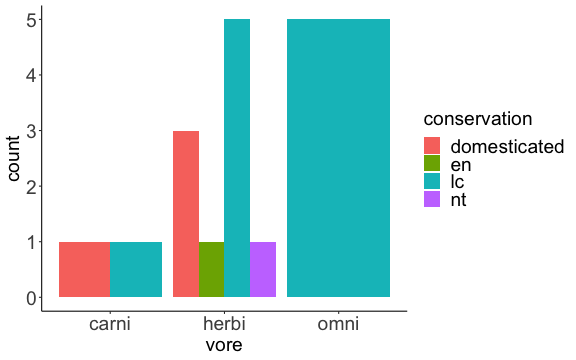 5
4
3
2
1
0
count
carni herbi omni
vore
conservation
domesticated
en
lc
nt